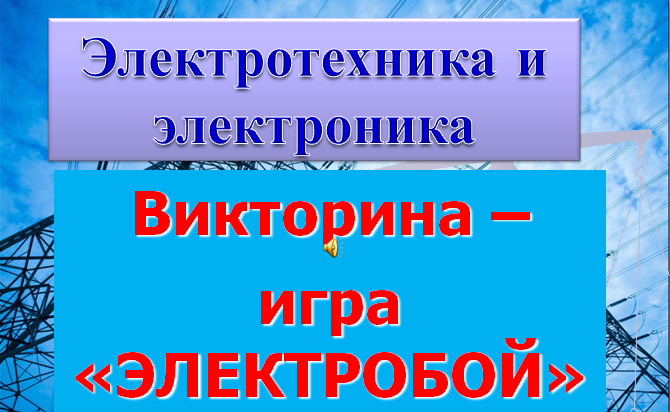 Электротехника и
электроника
Викторина –
игра
«ЭЛЕКТРОБОЙ»